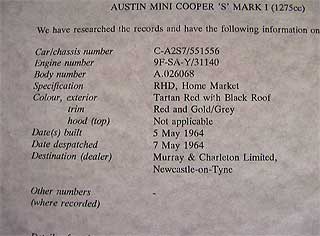 AUSTIN MINI COOPER 'S' MARK I (1275cc)
We have researched the records and have the following information on
Car/chassis number C-A2S7/551556
Engine number 9F-SA-Y/31140
Body number A.026068
Specification RHD, Home Market
Colour, exterior Tartan Red with Black Roof
trim Red and Gold/Grey
hood (top) Not applicable
Date(s) built 5 May 1964
Date despatched 7 May 1964
Destination (dealer) Murray & Charleton Limited,
Newcastle-on-Tyne
Other numbers -
(where recorded)